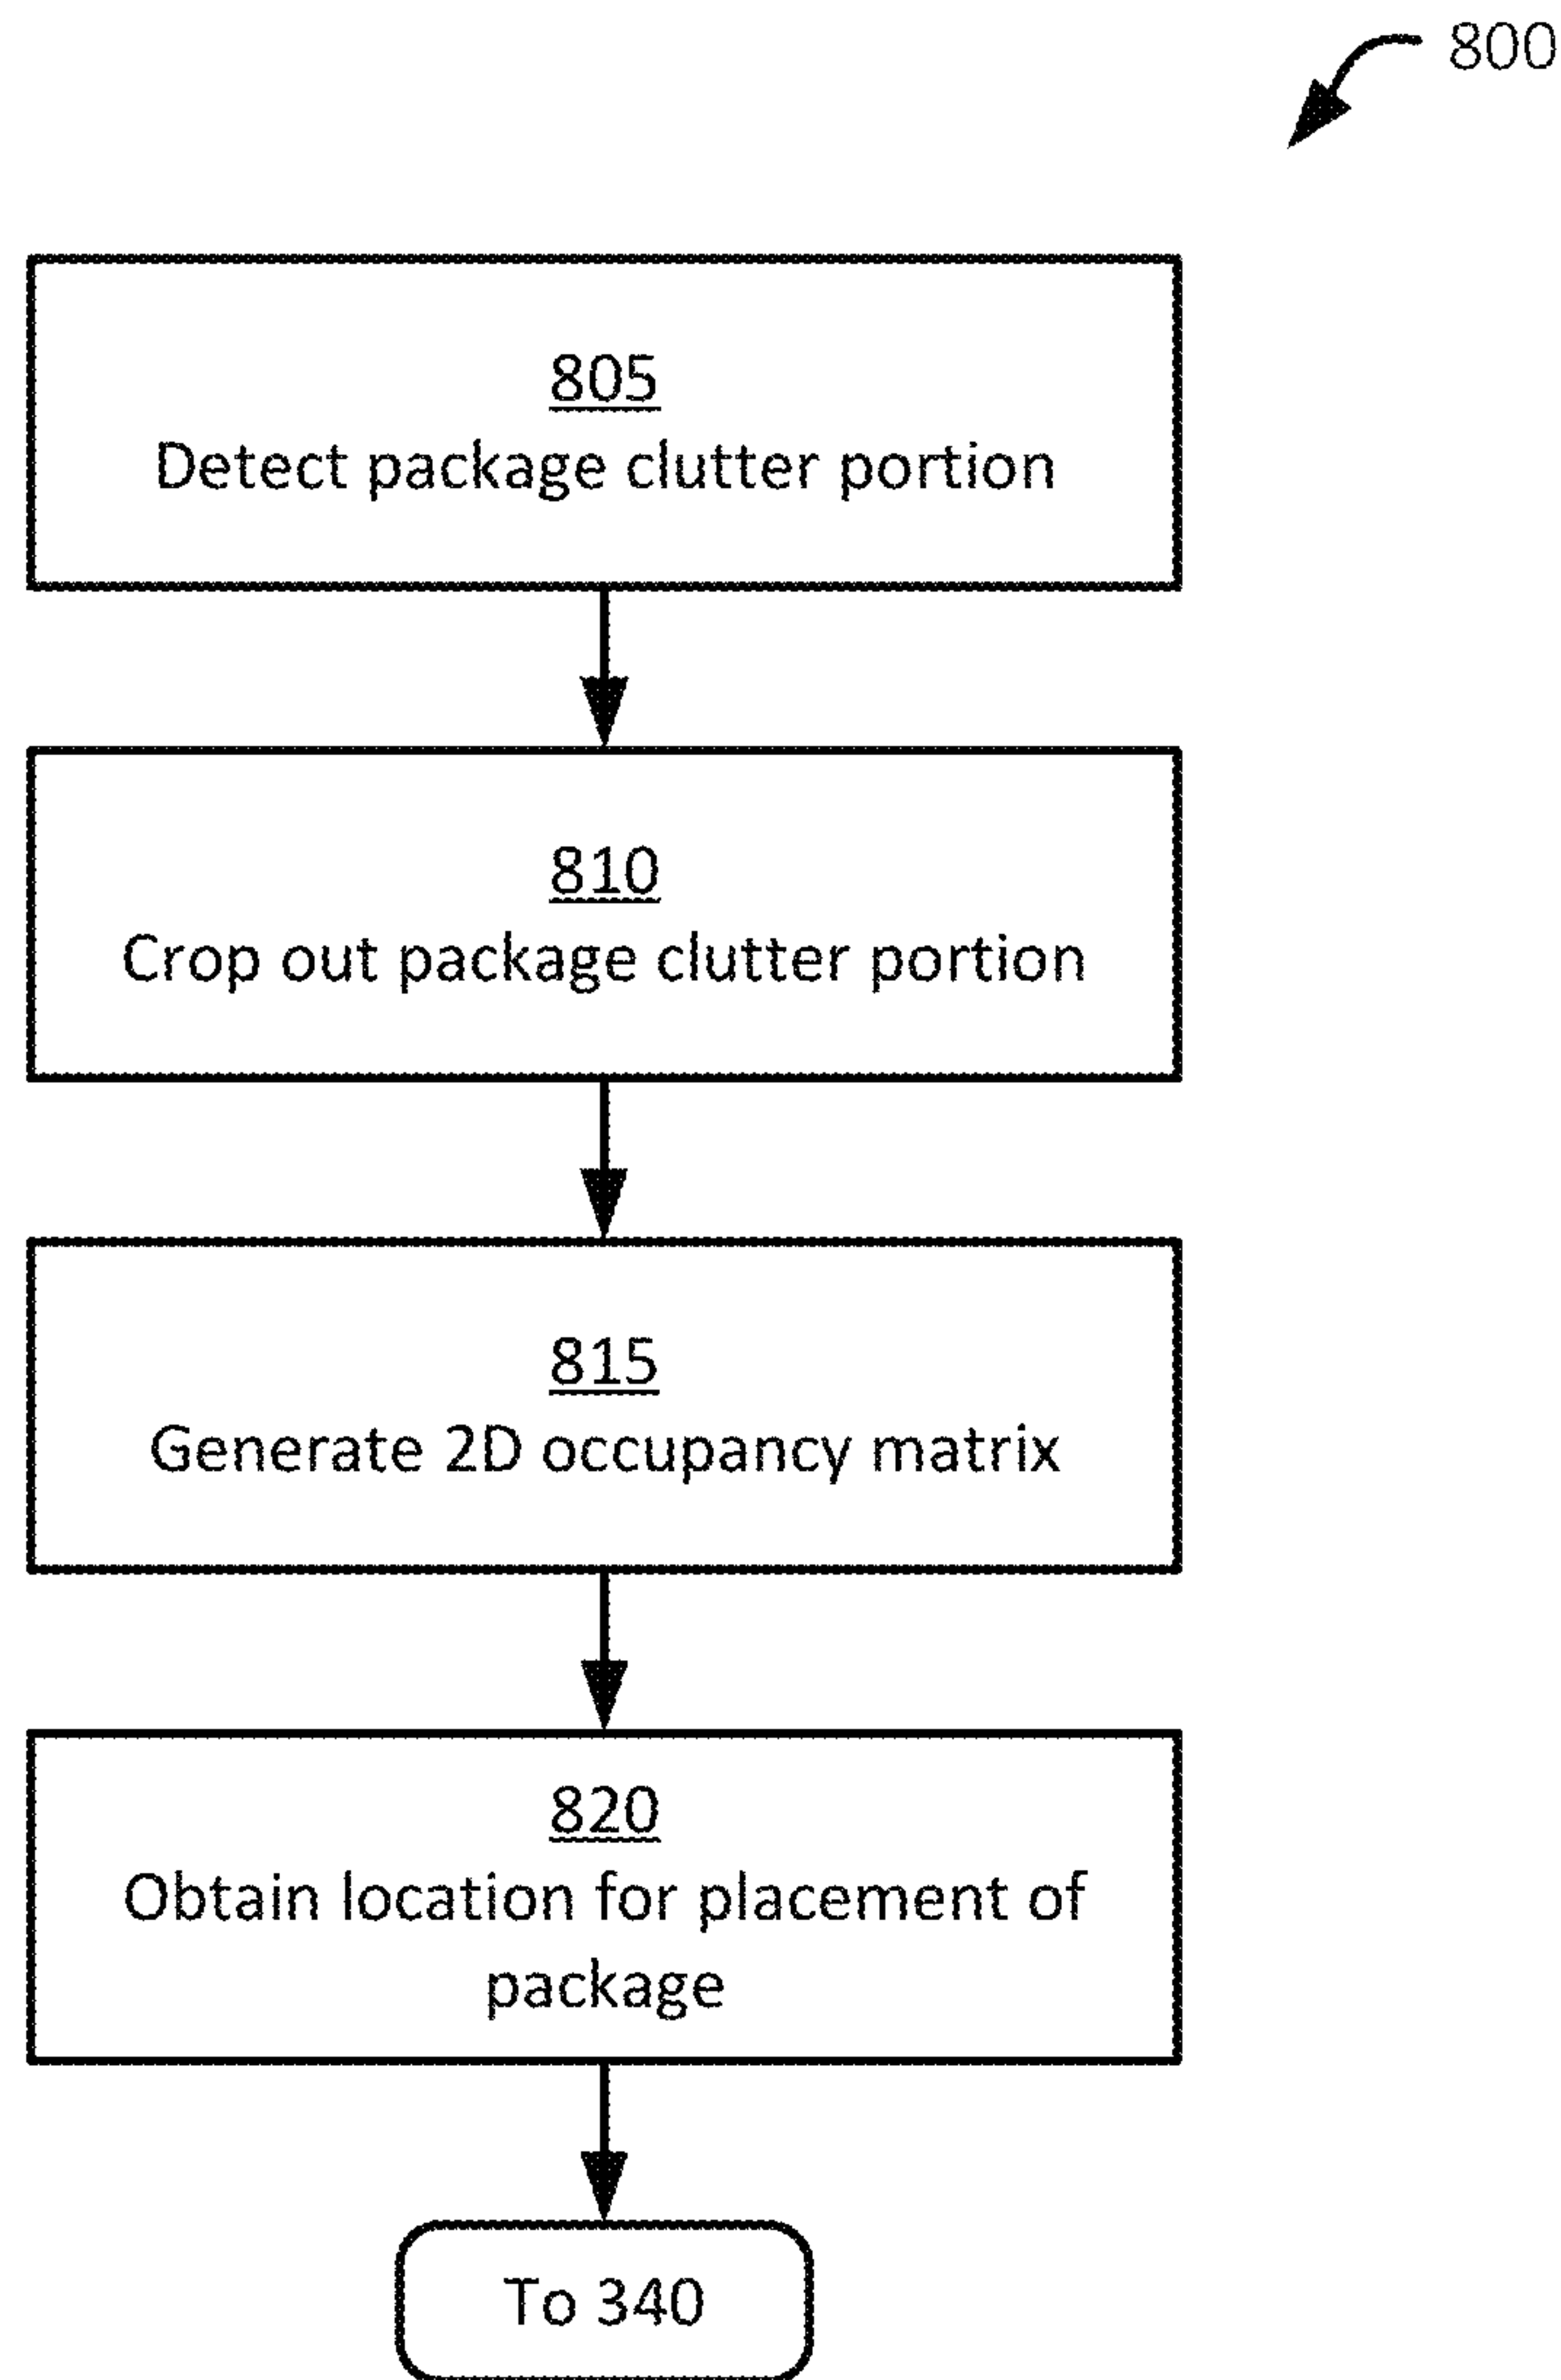 800
805
Detect package clutter portion
810
Crop out package clutter portion
815
Generate 2D occupancy matrix
820
Obtain location for placement of
package
To 340